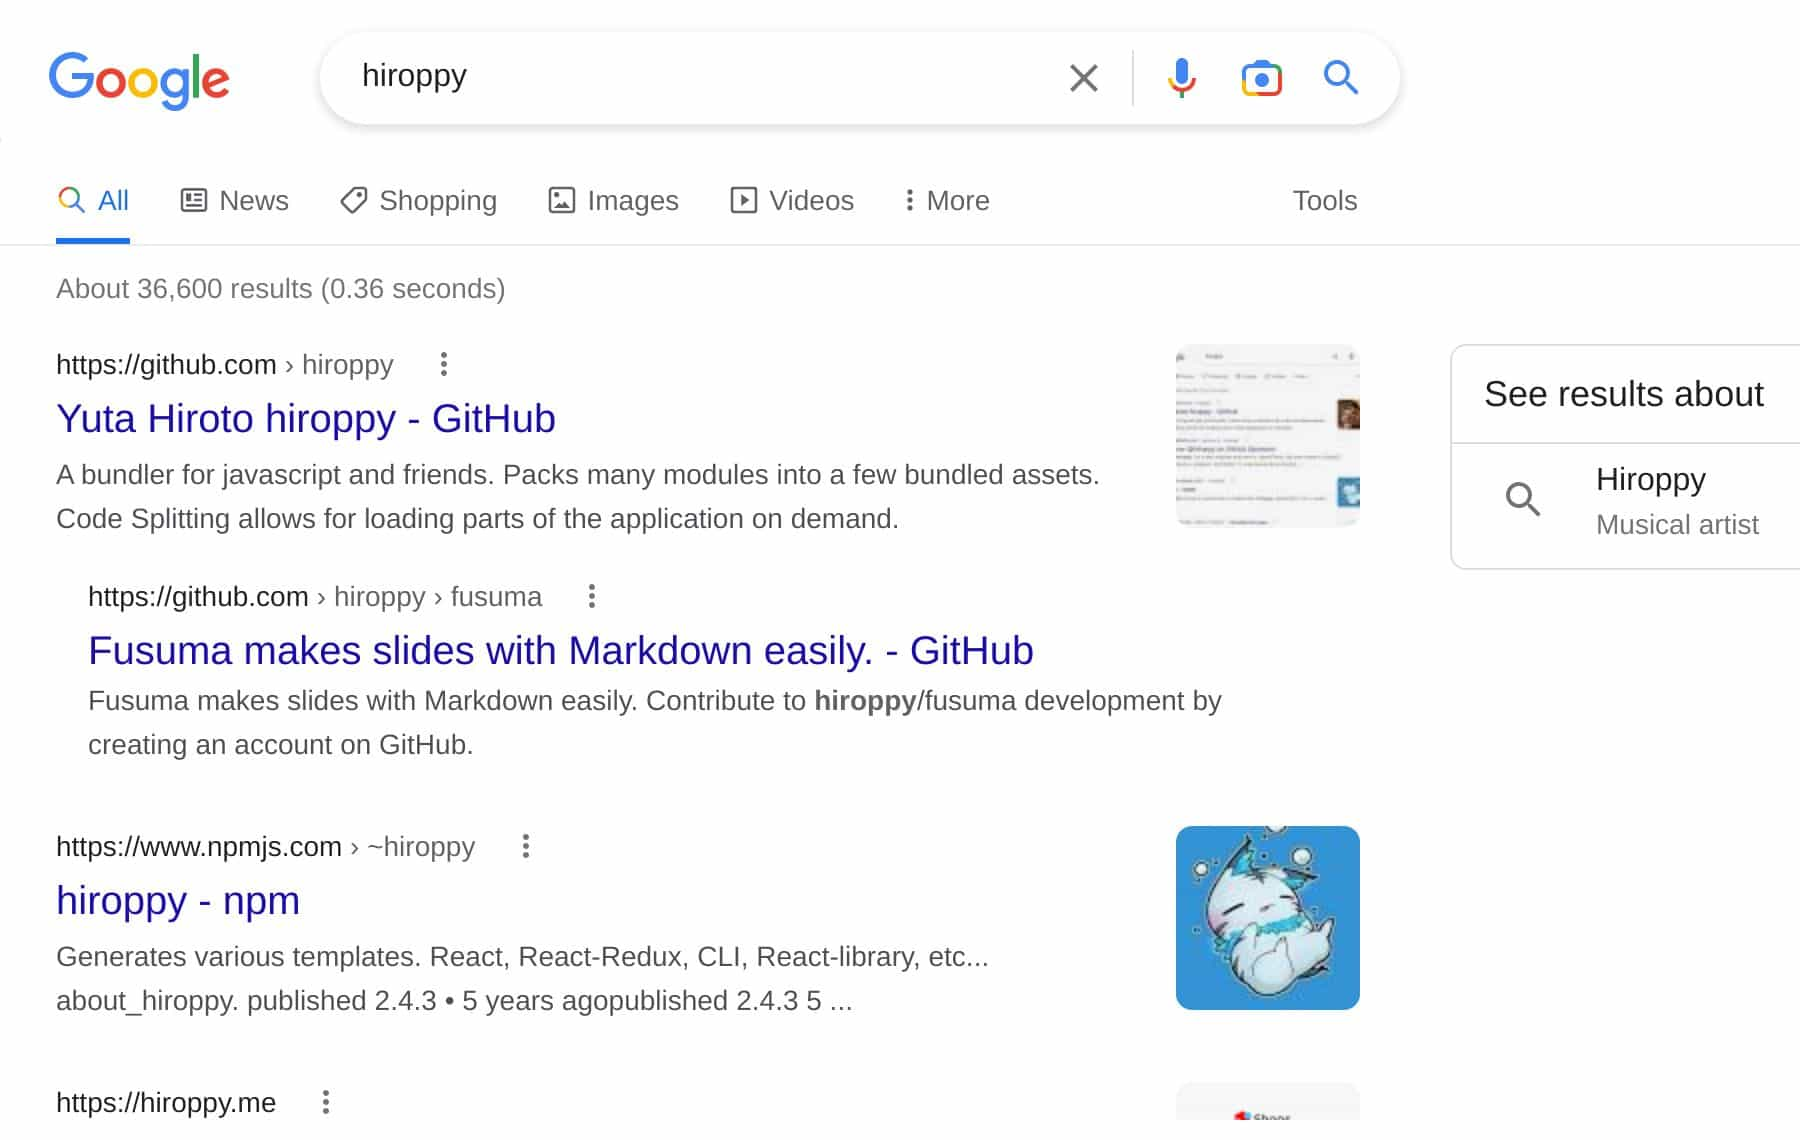 Google
hiroppy
All News Shopping Images Videos More Tools
About 36,600 results (0.36 seconds)
https://github.com › hiroppy
Yuta Hiroto hiroppy - GitHub
A bundler for javascript and friends. Packs many modules into a few bundled assets.
Code Splitting allows for loading parts of the application on demand.
https://github.com › hiroppy › fusuma
Fusuma makes slides with Markdown easily. - GitHub
Fusuma makes slides with Markdown easily. Contribute to hiroppy/fusuma development by
creating an account on GitHub.
https://www.npmjs.com › ~hiroppy
hiroppy - npm
Generates various templates. React, React-Redux, CLI, React-library, etc...
about_hiroppy. published 2.4.3 • 5 years agopublished 2.4.3 5 ...
https://hiroppy.me
See results about
Hiroppy
Musical artist